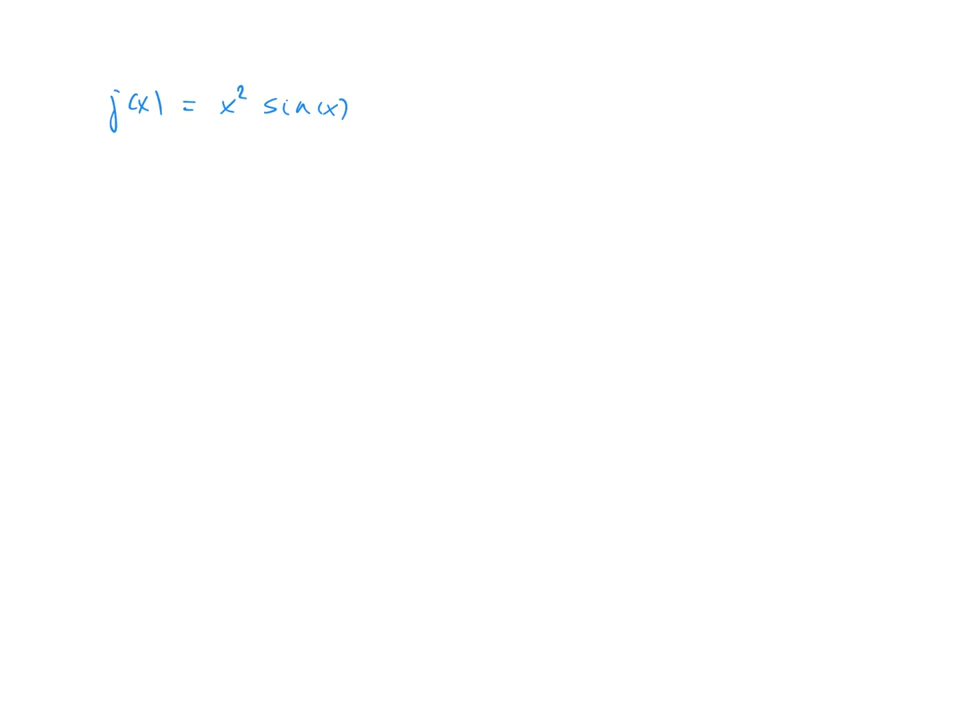 j(x) = x² sin(x)